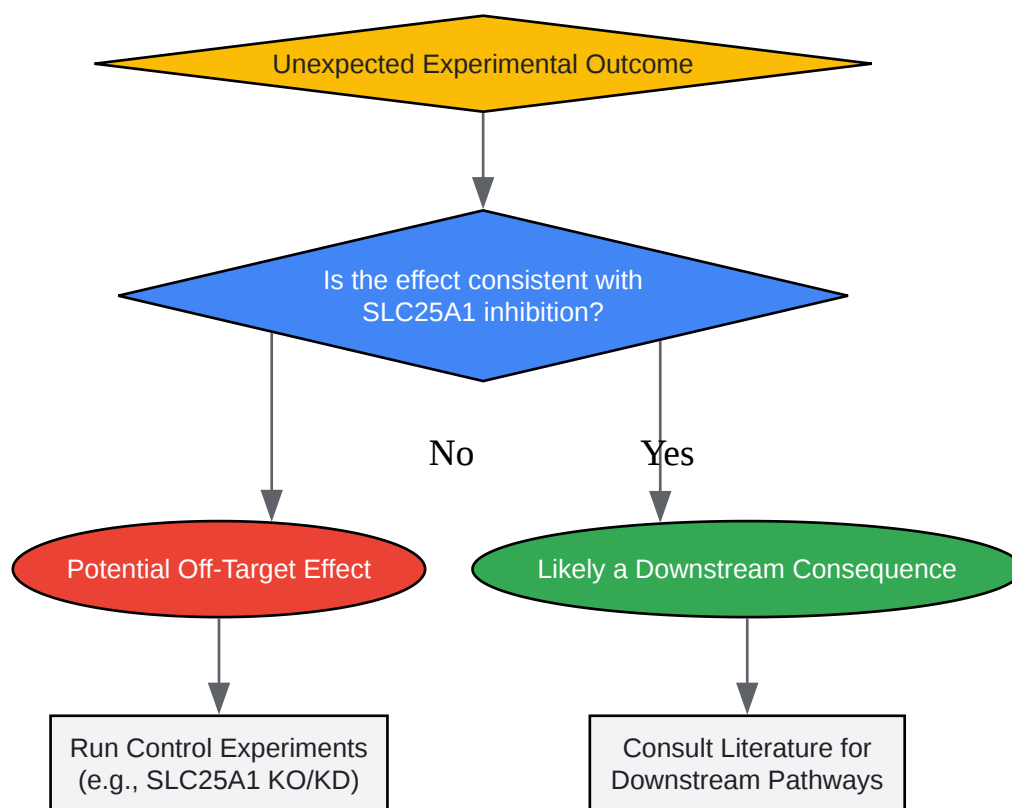 Unexpected Experimental Outcome
Is the effect consistent with
SLC25A1 inhibition?
No
Yes
Potential Off-Target Effect
Likely a Downstream Consequence
Run Control Experiments
(e.g., SLC25A1 KO/KD)
Consult Literature for
Downstream Pathways